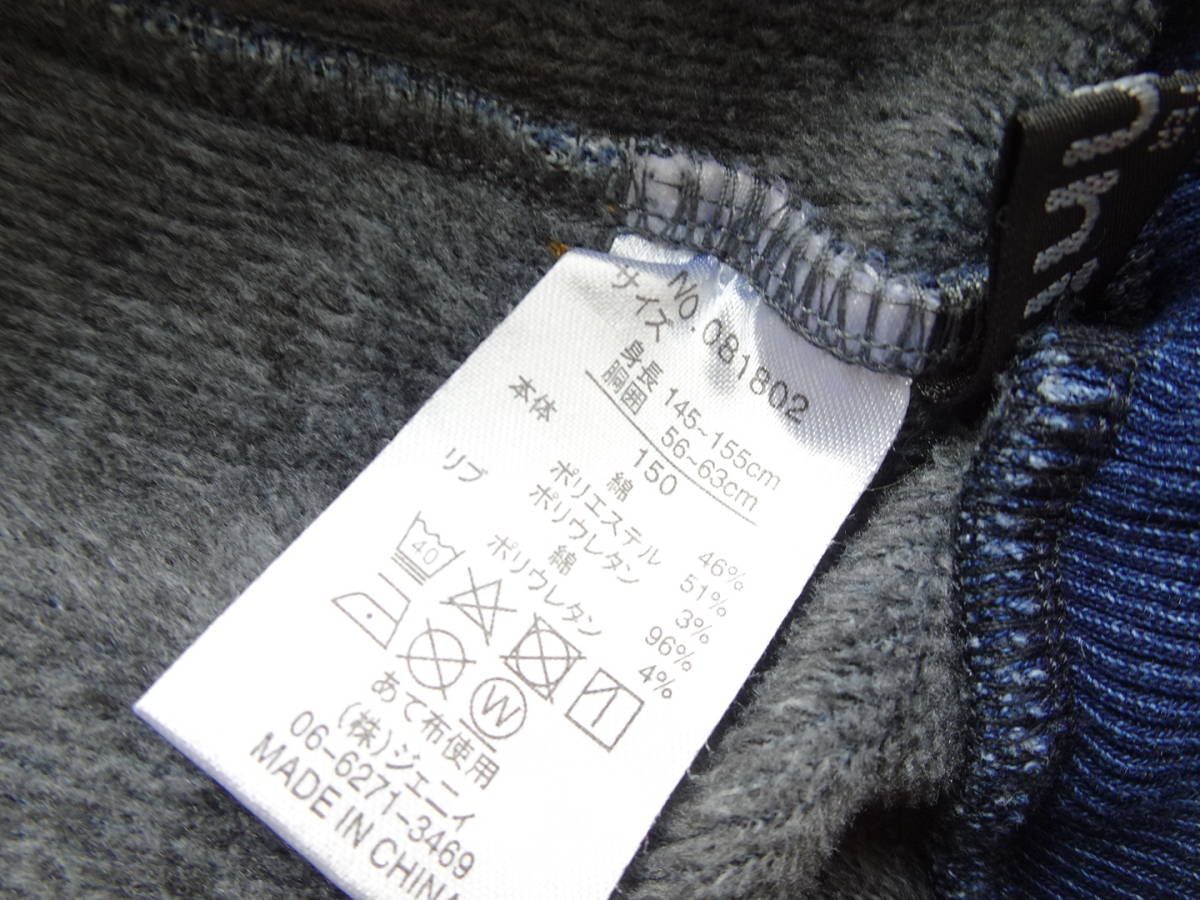 NO.081802
サイズ
身長 145~155cm
胴囲 56~63cm
150
本体 綿 46%
ポリエステル 51%
ポリウレタン 3%
リブ 綿 96%
ポリウレタン 4%
40
W
あて布使用
(株)ジェニィ
06-6271-3469
MADE IN CHINA